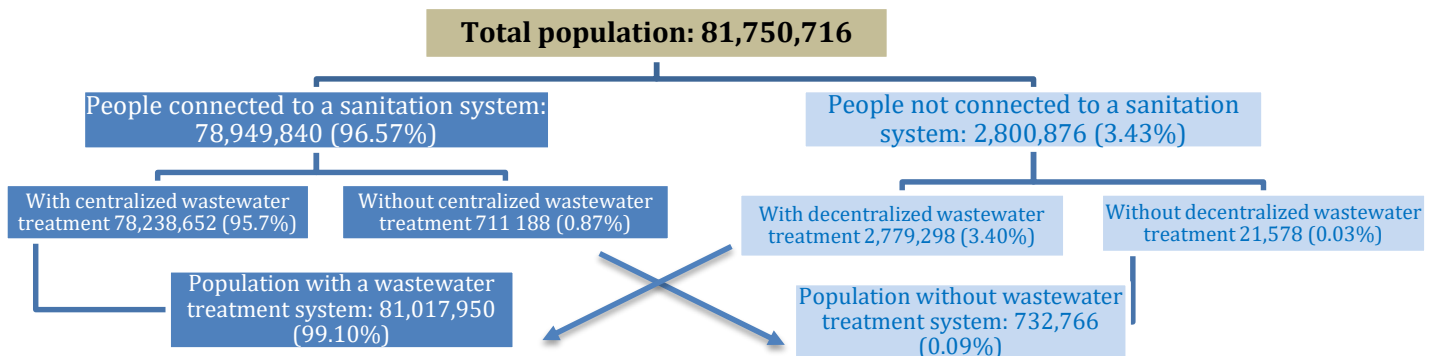 Total population: 81,750,716
People connected to a sanitation system:
78,949,840 (96.57%)
People not connected to a sanitation
system: 2,800,876 (3.43%)
With centralized wastewater
treatment 78,238,652 (95.7%)
Without centralized wastewater
treatment 711 188 (0.87%)
With decentralized wastewater
treatment 2,779,298 (3.40%)
Without decentralized wastewater
treatment 21,578 (0.03%)
Population with a wastewater
treatment system: 81,017,950
(99.10%)
Population without wastewater
treatment system: 732,766
(0.09%)